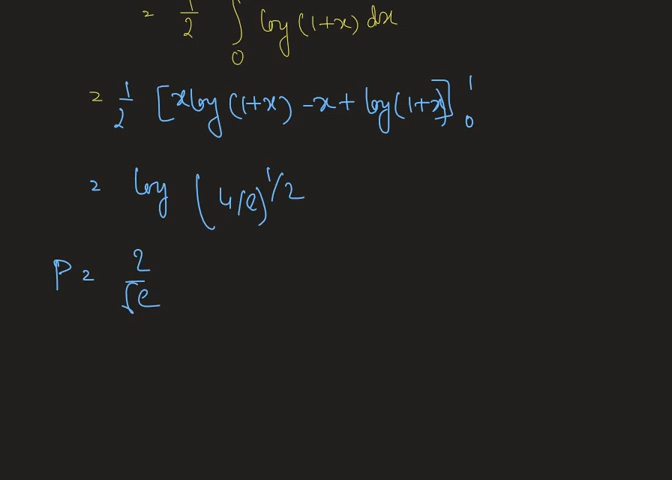 = 1/2 ∫₀ log(1+x) dx
= 1/2 [x log(1+x) - x + log(1+x)]₀¹
= log (4/e)^1/2
P = 2/√e